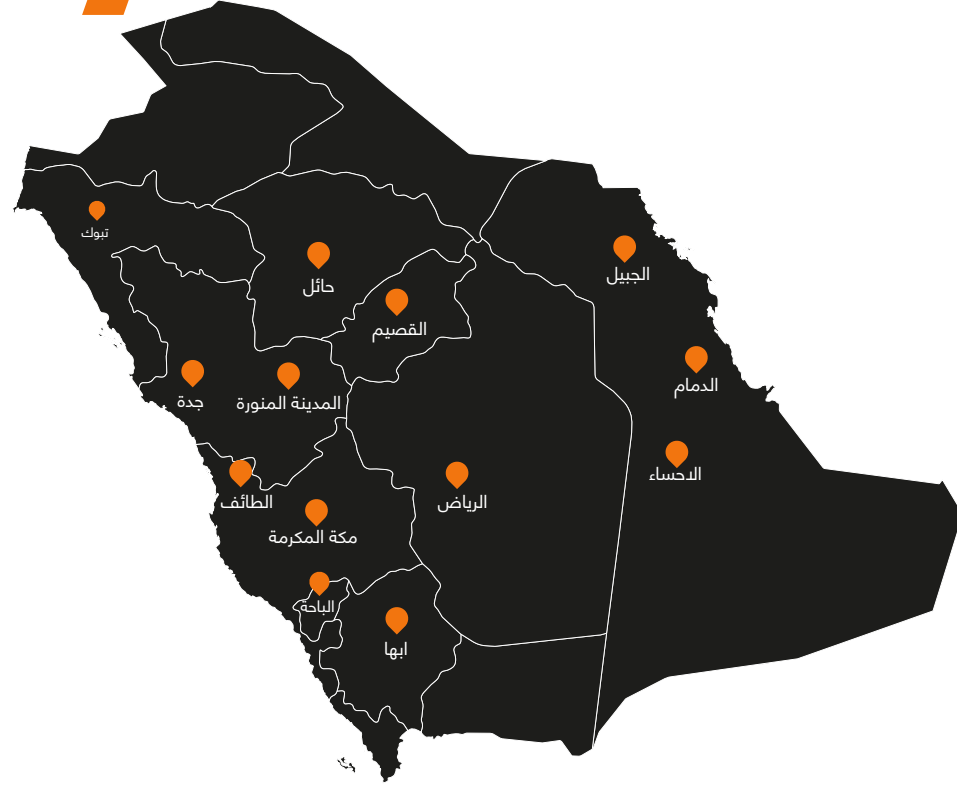 تبوك
الجبيل
حائل
القصيم
الدمام
جدة
المدينة المنورة
الاحساء
الطائف
الرياض
مكة المكرمة
الباحة
ابها